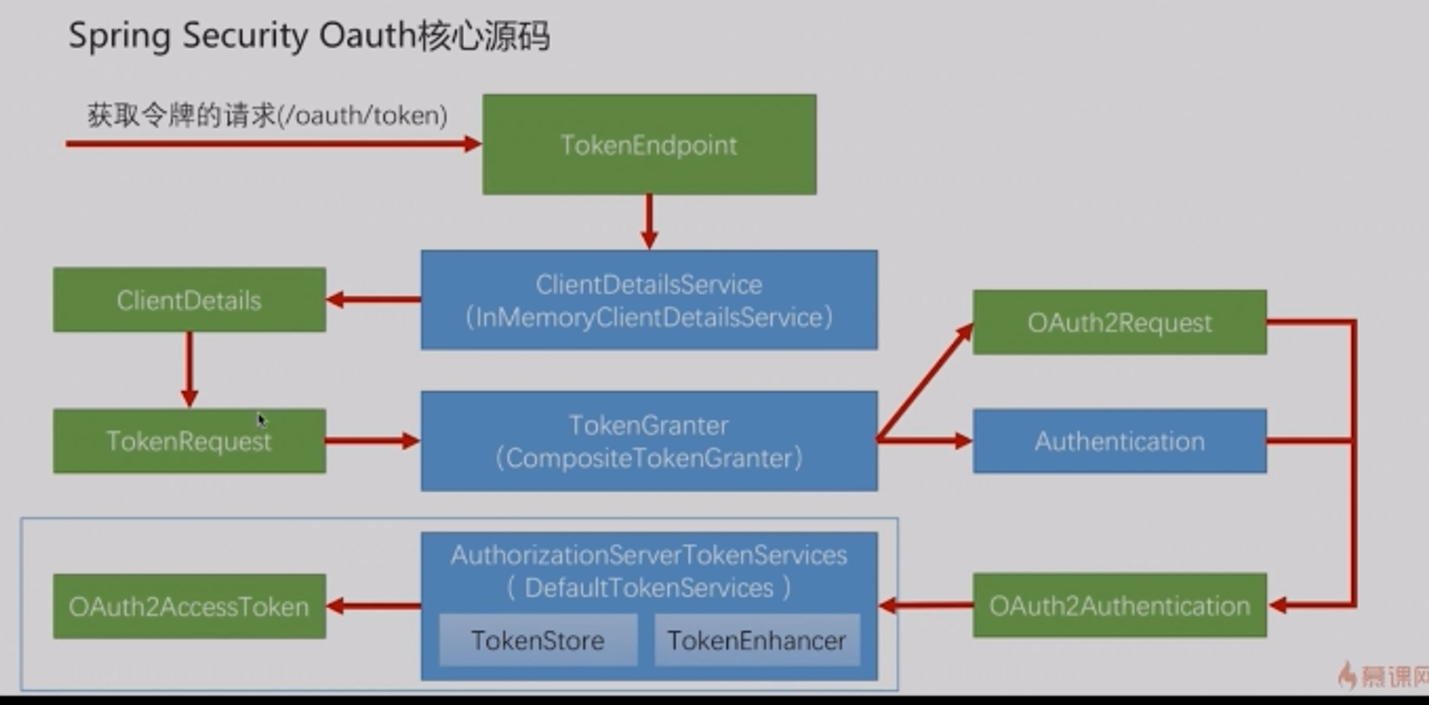 Spring Security Oauth核心源码
获取令牌的请求(/oauth/token)
TokenEndpoint
ClientDetails
ClientDetailsService
（InMemoryClientDetailsService）
OAuth2Request
TokenRequest
TokenGranter
（CompositeTokenGranter）
Authentication
OAuth2AccessToken
AuthorizationServerTokenServices
（ DefaultTokenServices ）
TokenStore
TokenEnhancer
OAuth2Authentication
慕课网